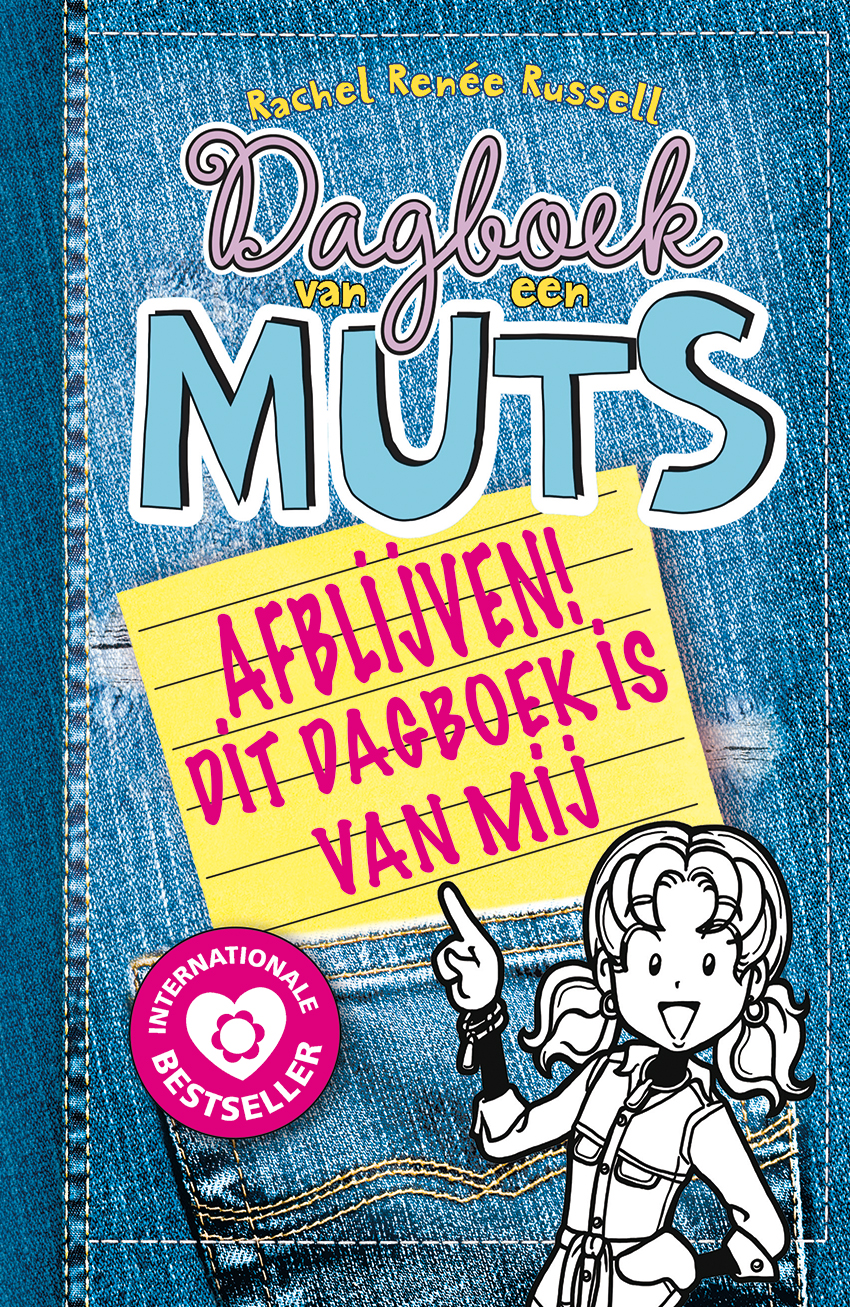 Rachel Renée Russell
Dagboek
van een
MUTS
AFBLIJVEN!
DIT DAGBOEK IS
VAN MIJ
INTERNATIONALE
BESTSELLER